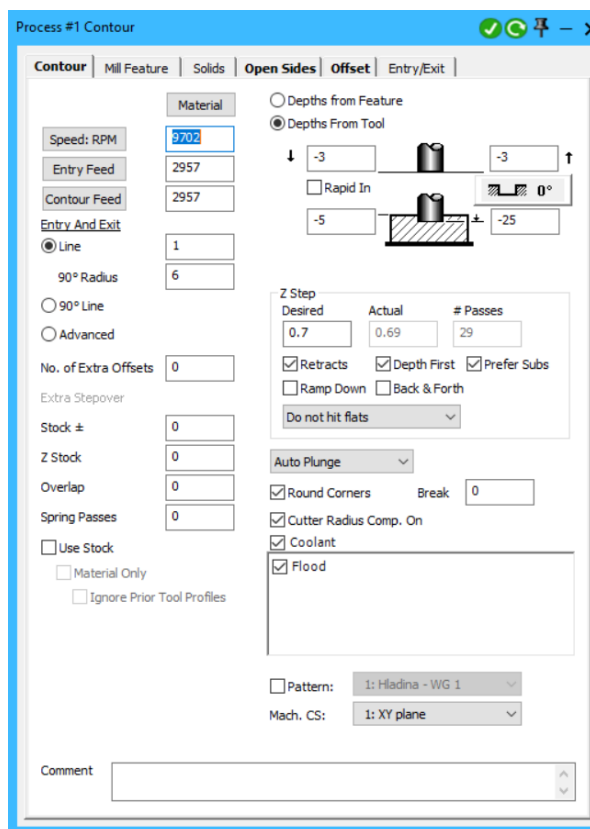 Process #1 Contour
Contour Mill Feature Solids Open Sides Offset Entry/Exit
Material
Speed: RPM 9702
Entry Feed 2957
Contour Feed 2957
Entry And Exit
Line 1
90° Radius 6
90° Line
Advanced
No. of Extra Offsets 0
Extra Stepover
Stock ± 0
Z Stock 0
Overlap 0
Spring Passes 0
Use Stock
Material Only
Ignore Prior Tool Profiles
Depths from Feature
Depths From Tool
-3 -3
Rapid In 0°
-5 -25
Z Step
Desired Actual # Passes
0.7 0.69 29
Retracts Depth First Prefer Subs
Ramp Down Back & Forth
Do not hit flats
Auto Plunge
Round Corners Break 0
Cutter Radius Comp. On
Coolant
Flood
Pattern: 1: Hladina - WG 1
Mach. CS: 1: XY plane
Comment